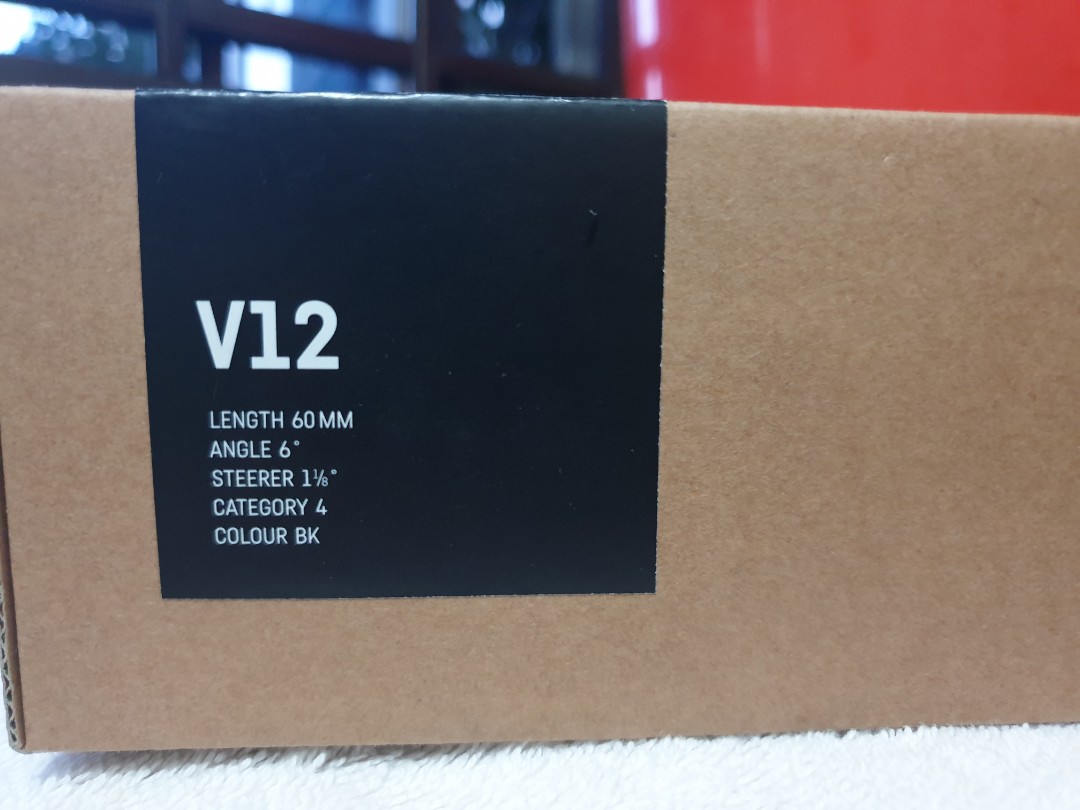 V12
LENGTH 60 MM
ANGLE 6°
STEERER 1⅛"
CATEGORY 4
COLOUR BK